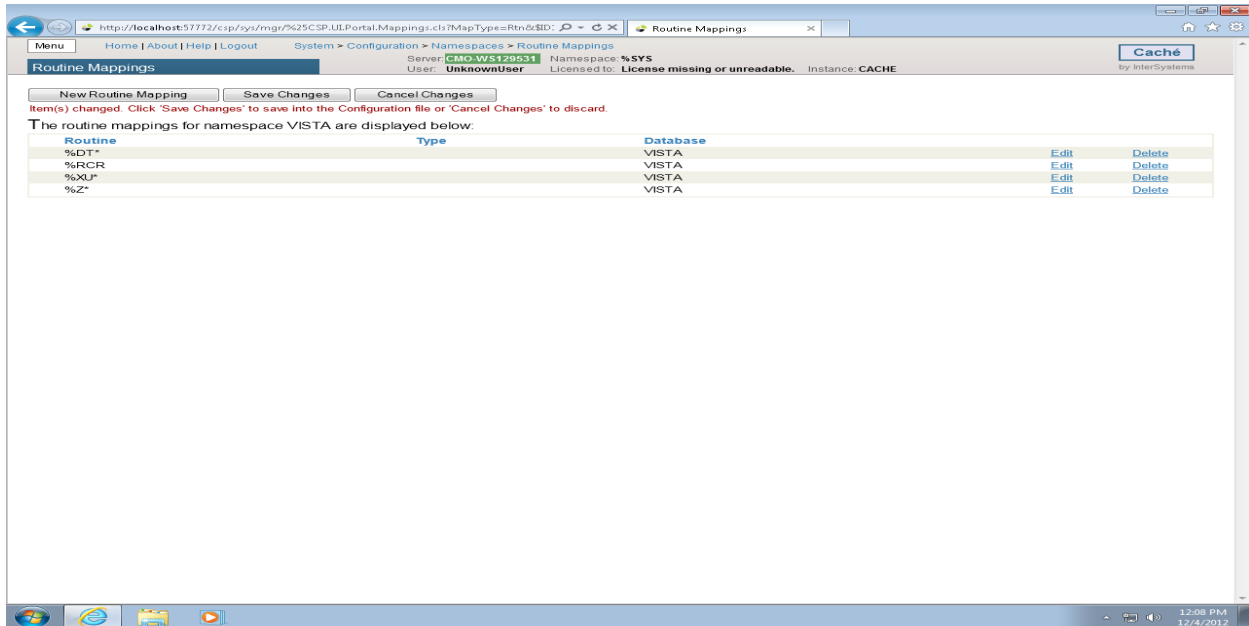 http://localhost:57772/csp/sys/mgr/%25CSP.UI.Portal.Mappings.cls?MapType=Rtn&$ID:
Routine Mappings
Menu Home | About | Help | Logout System > Configuration > Namespaces > Routine Mappings
Server: CMO-WS129531 Namespace: %SYS
User: UnknownUser Licensed to: License missing or unreadable. Instance: CACHE
Caché
by InterSystems
Routine Mappings
New Routine Mapping Save Changes Cancel Changes
Item(s) changed. Click 'Save Changes' to save into the Configuration file or 'Cancel Changes' to discard.
The routine mappings for namespace VISTA are displayed below:
Routine Type Database
%DT* VISTA Edit Delete
%RCR VISTA Edit Delete
%XU* VISTA Edit Delete
%Z* VISTA Edit Delete
12:08 PM
12/4/2012